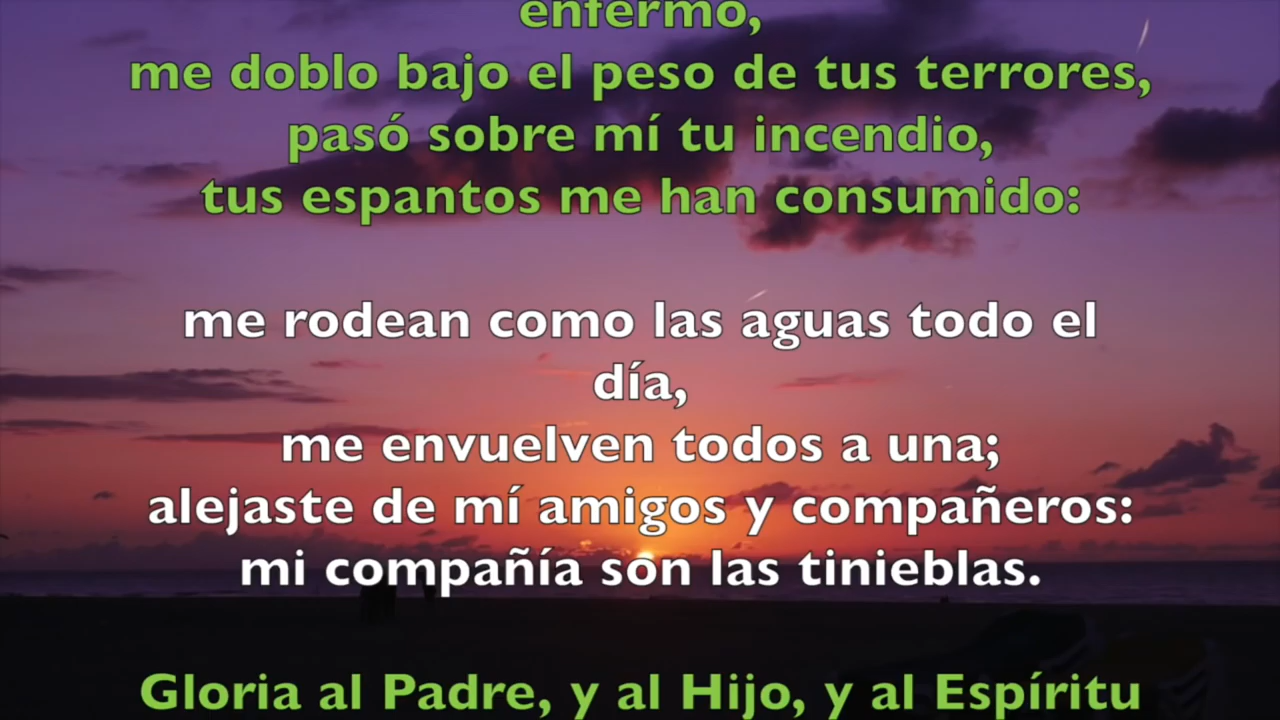 enfermo,
me doblo bajo el peso de tus terrores,
pasó sobre mí tu incendio,
tus espantos me han consumido:
me rodean como las aguas todo el
día,
me envuelven todos a una;
alejaste de mí amigos y compañeros:
mi compañía son las tinieblas.
Gloria al Padre, y al Hijo, y al Espíritu